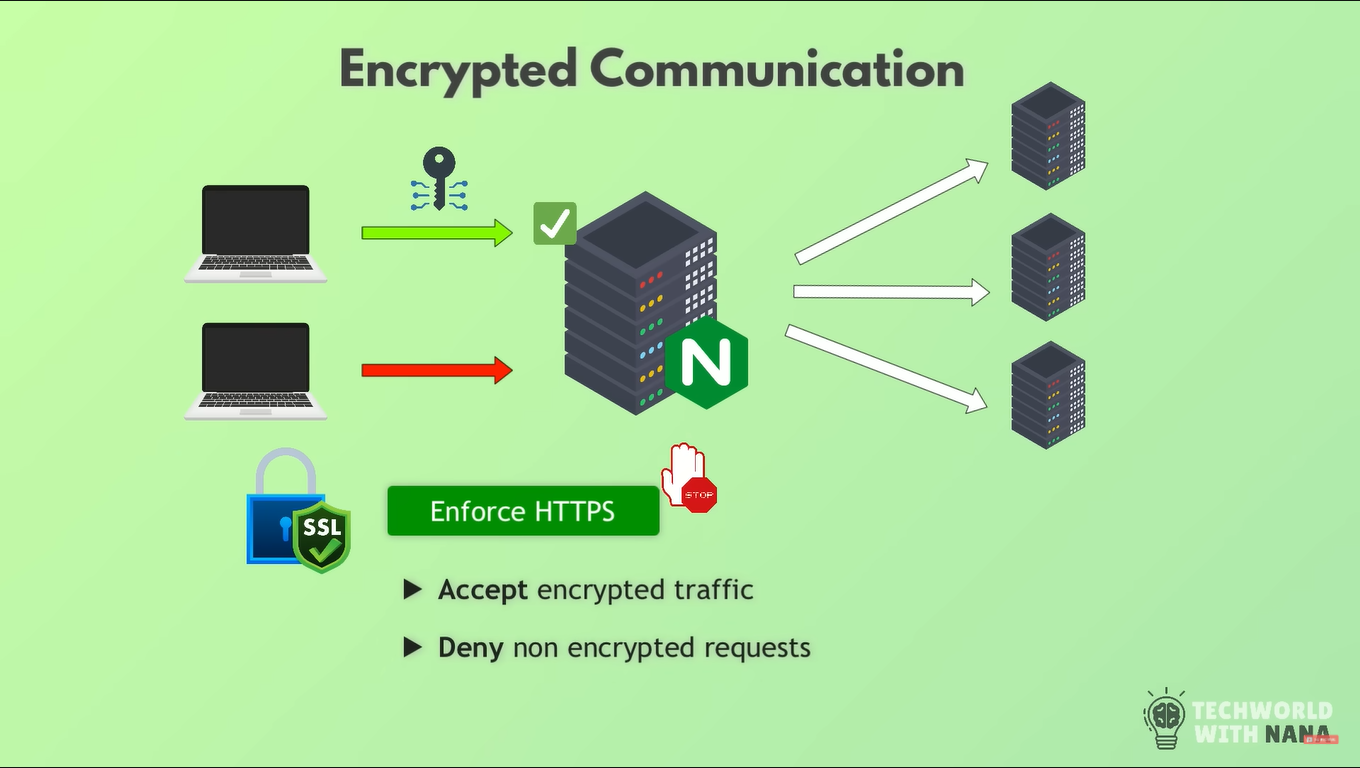 Encrypted Communication
N
STOP
SSL
Enforce HTTPS
► Accept encrypted traffic
► Deny non encrypted requests
TECHWORLD
WITH NANA